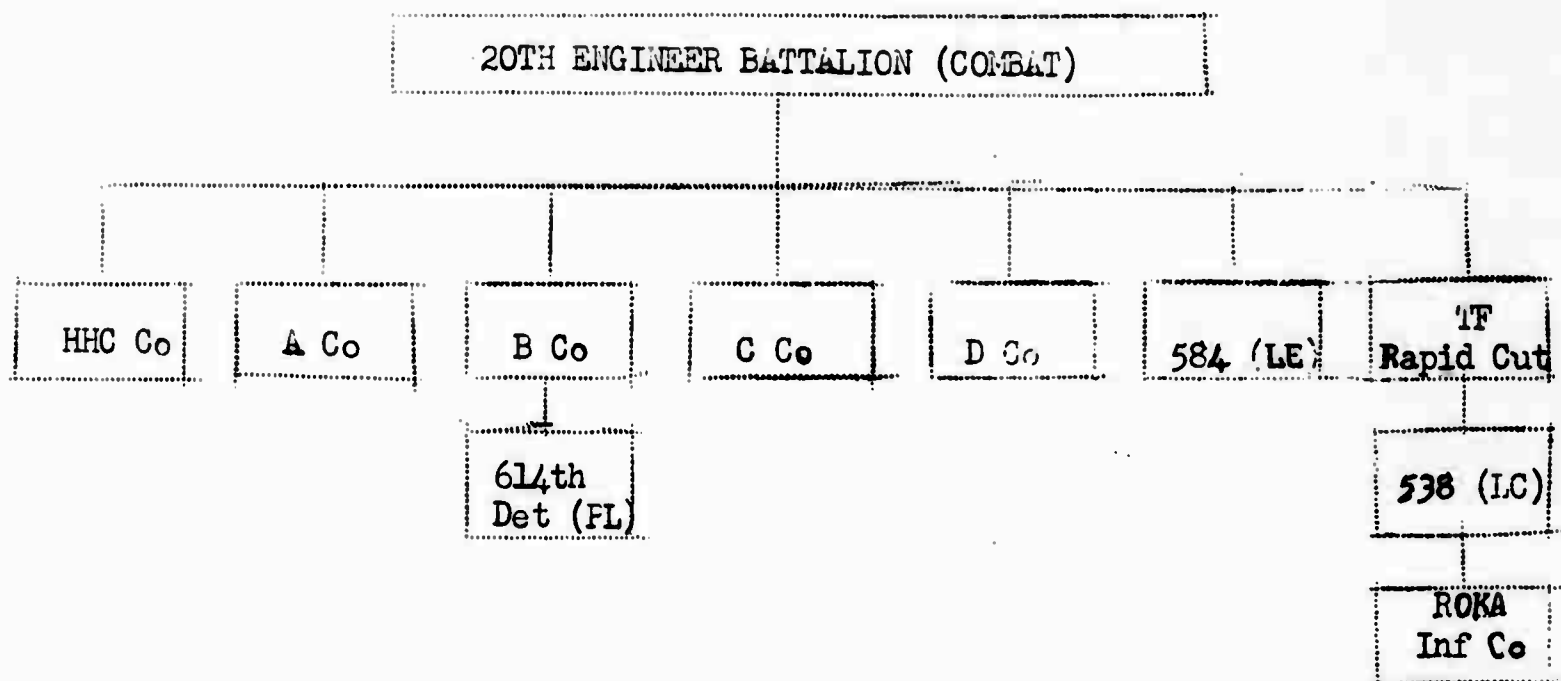 20TH ENGINEER BATTALION (COMBAT)
HHC Co
A Co
B Co
C Co
D Co
584 (LE)
TF
Rapid Cut
614th
Det (PL)
538 (LC)
ROKA
Inf Co